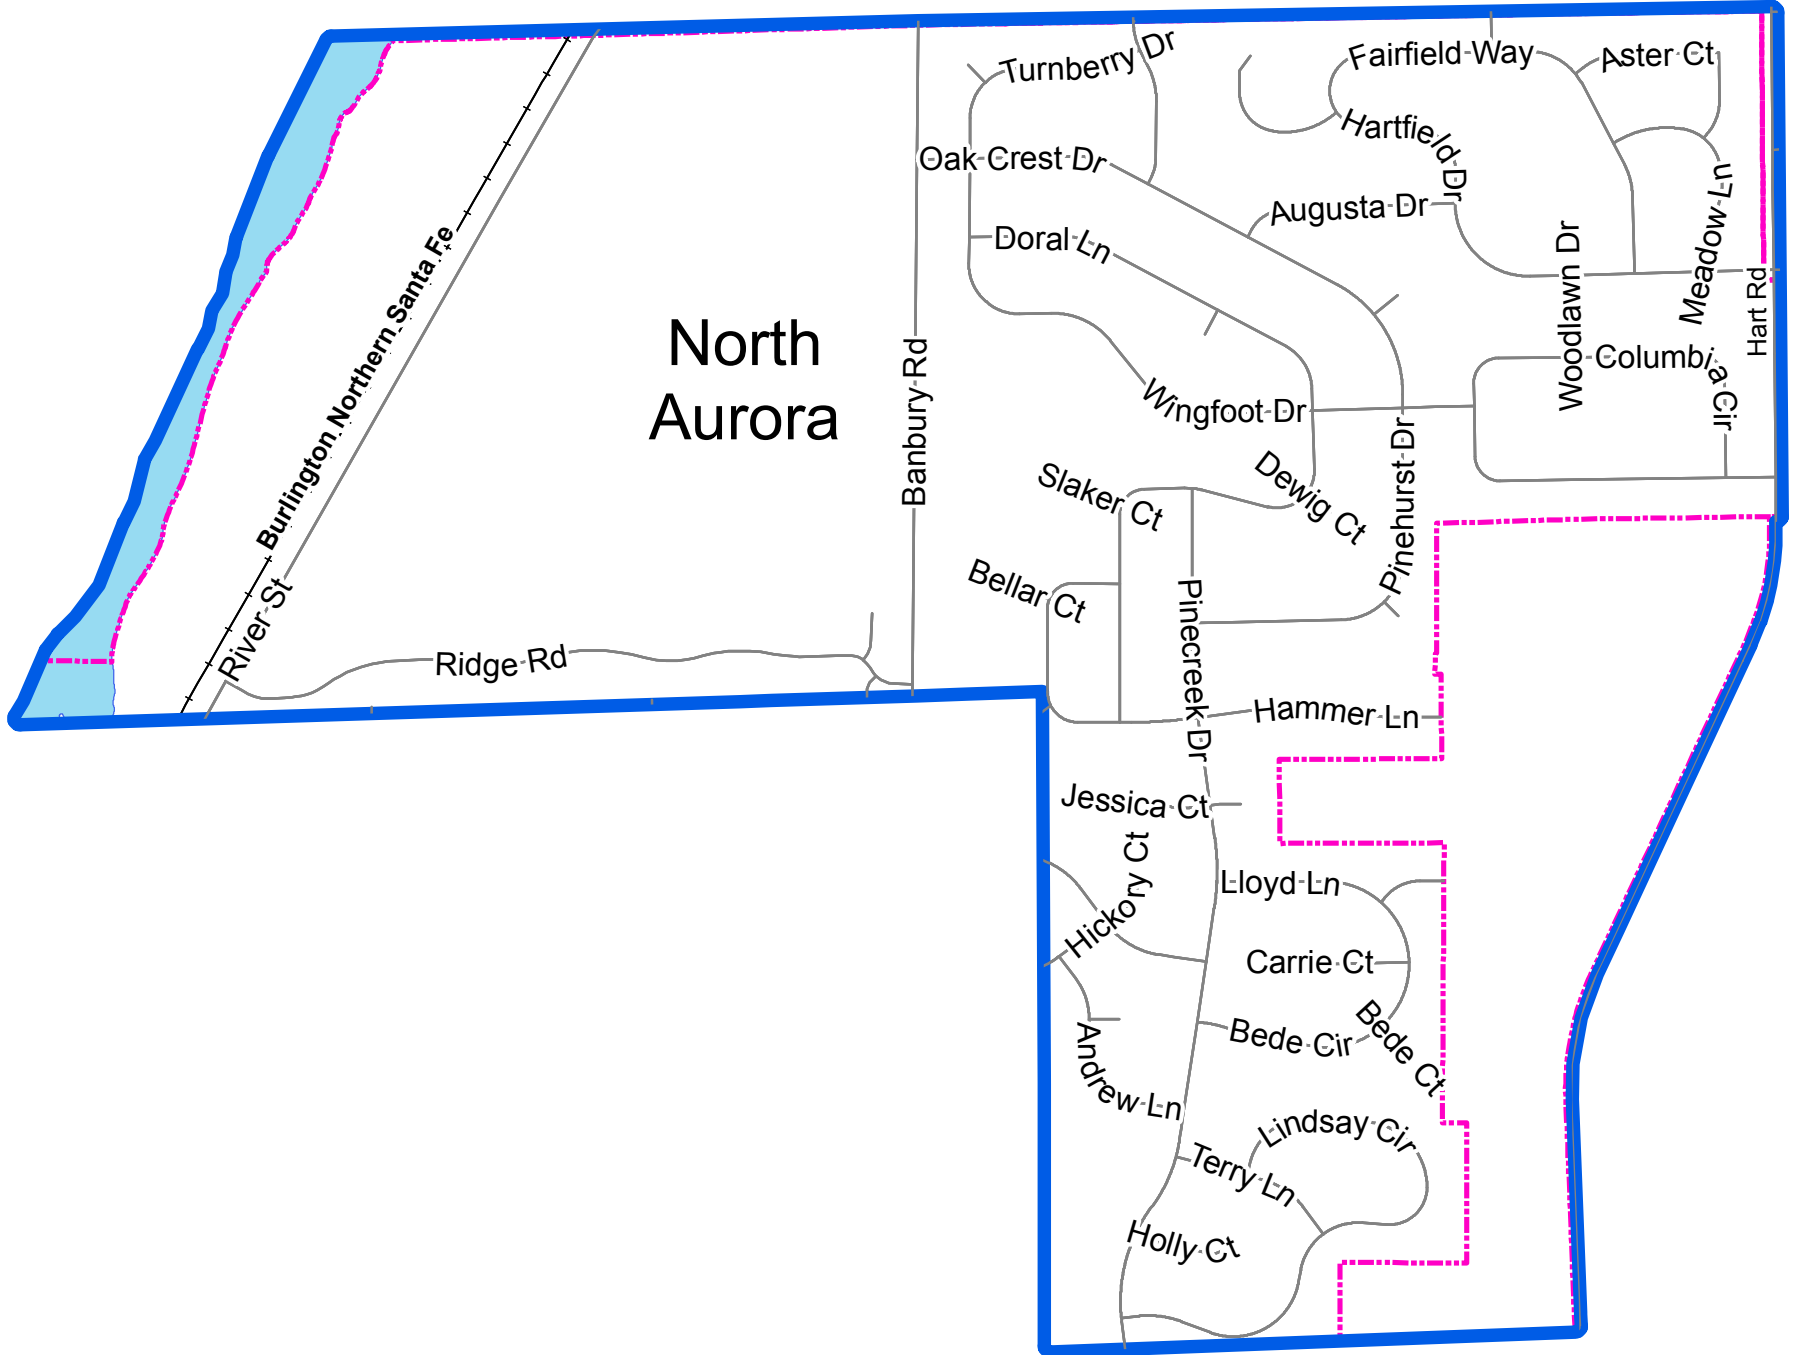 Turnberry Dr
Fairfield Way
Aster Ct
Hartfield Dr
Oak Crest Dr
Augusta Dr
Meadow Ln
Doral Ln
Woodlawn Dr
Hart Rd
Burlington Northern Santa Fe
North
Aurora
Banbury Rd
Columbia Cir
Wingfoot Dr
Pinehurst Dr
Slaker Ct
Dewig Ct
Bellar Ct
Pinecreek Dr
River St
Ridge Rd
Hammer Ln
Jessica Ct
Hickory Ct
Lloyd Ln
Carrie Ct
Bede Cir
Bede Ct
Andrew Ln
Lindsay Cir
Terry Ln
Holly Ct